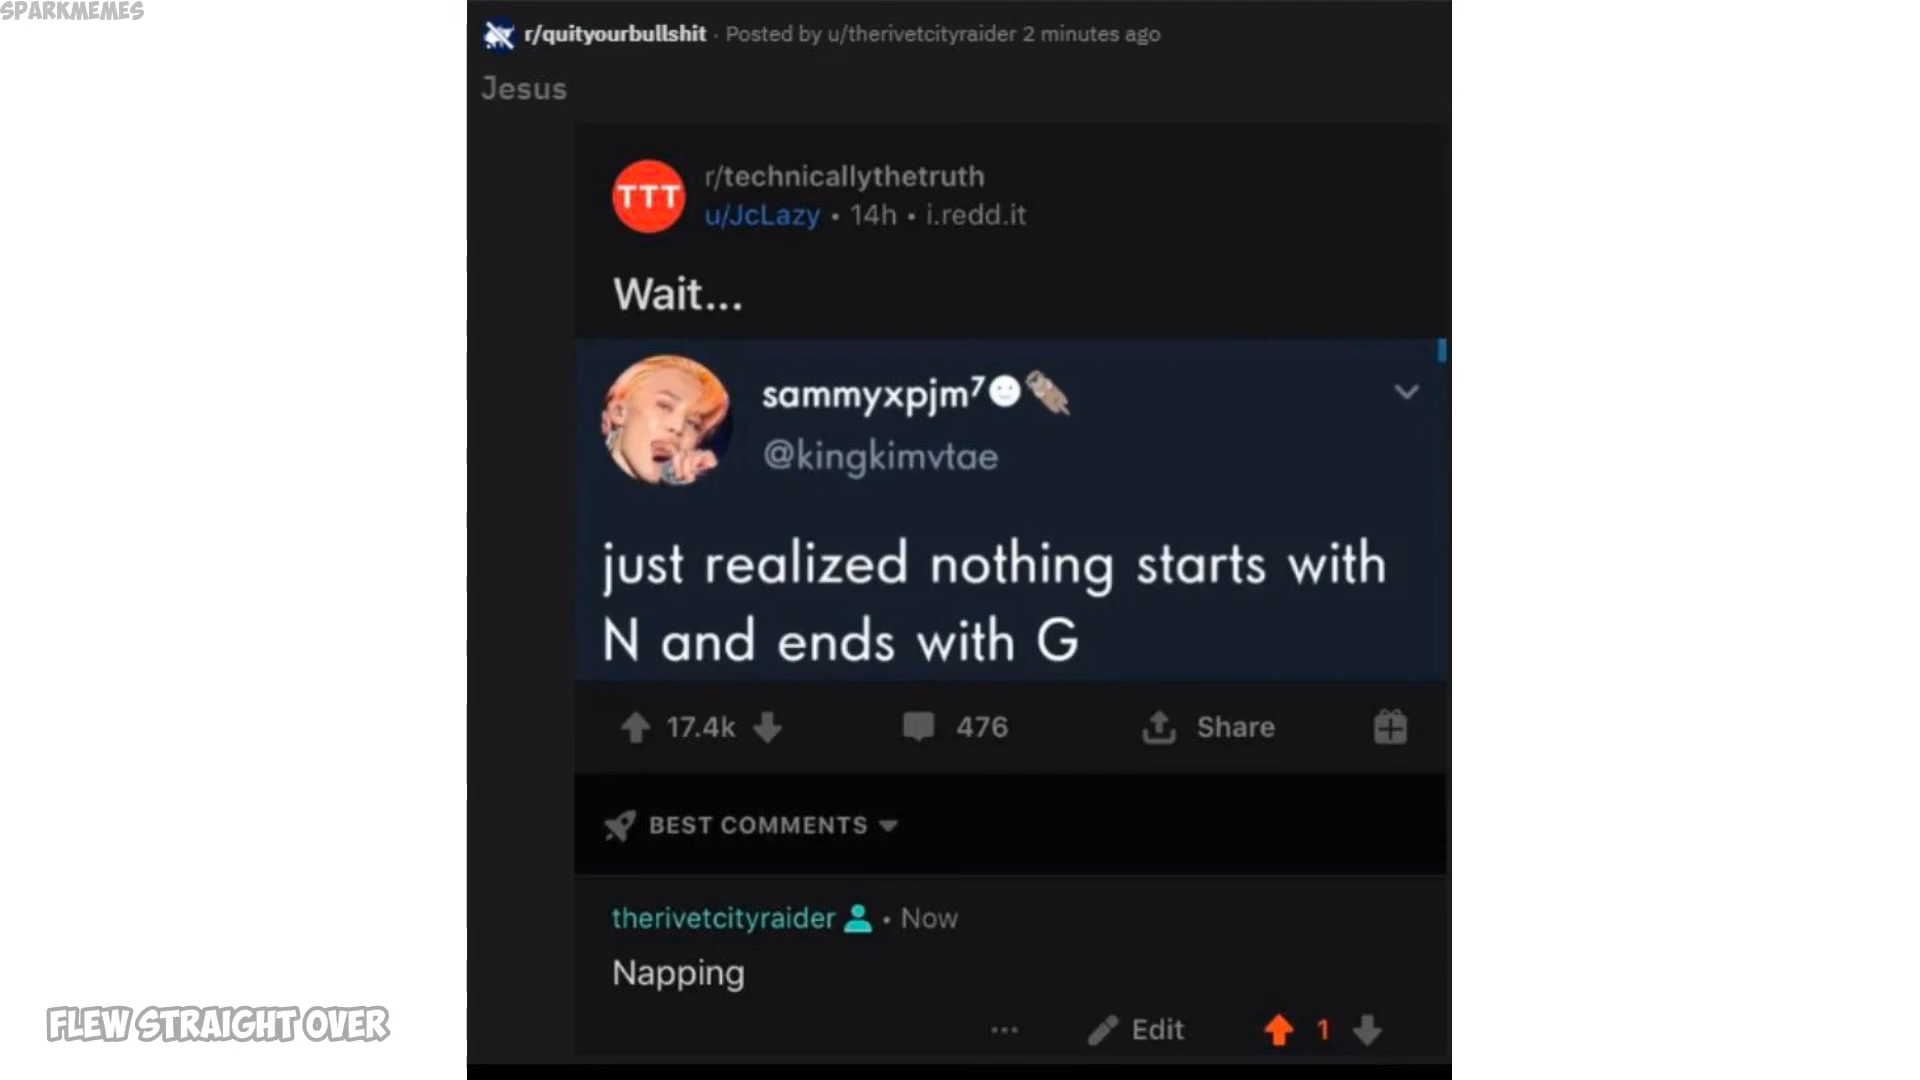 SPARKMEMES
r/quityourbullshit · Posted by u/therivetcityraider 2 minutes ago
Jesus
TTT
r/technicallythetruth
u/JcLazy • 14h • i.redd.it
Wait...
sammyxpjm⁷
@kingkimvtae
just realized nothing starts with
N and ends with G
17.4k 476 Share
BEST COMMENTS
therivetcityraider • Now
Napping
... Edit 1
FLEW STRAIGHT OVER